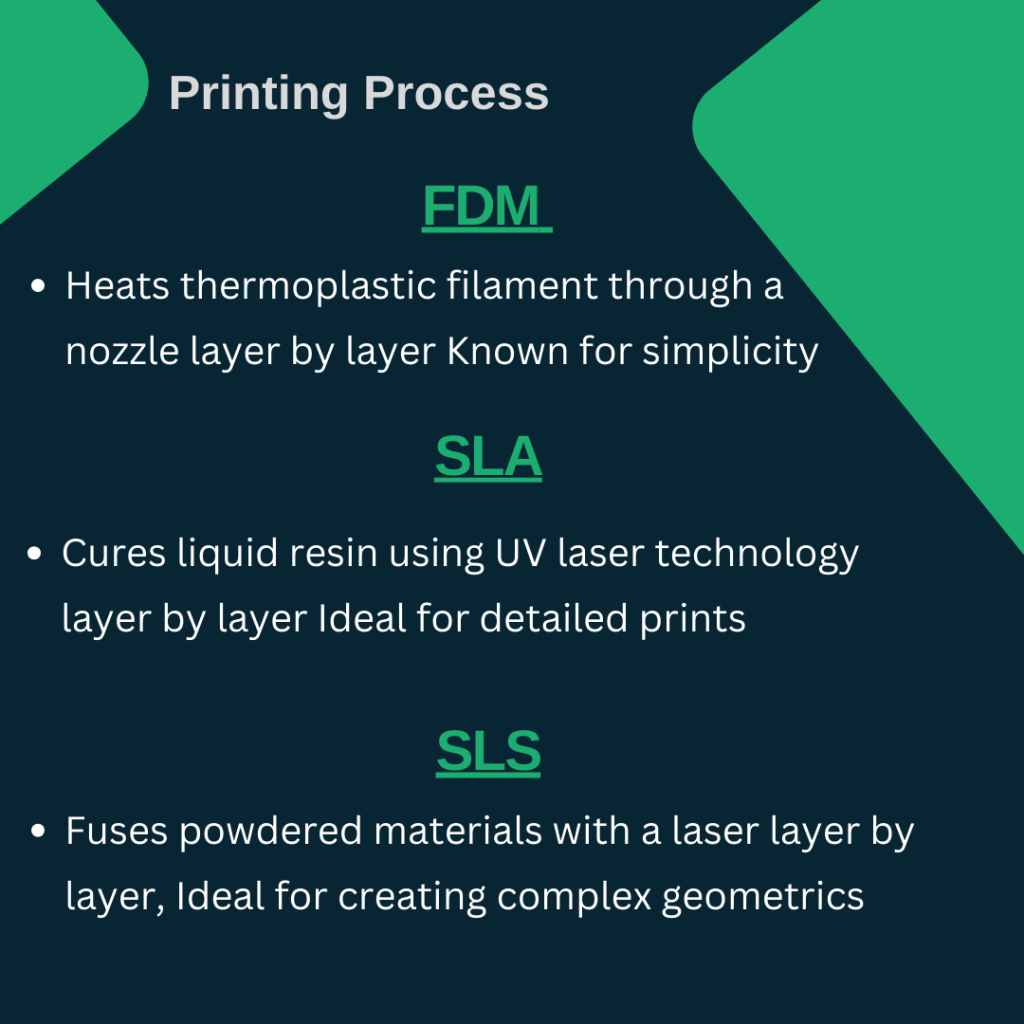 Printing Process
FDM
• Heats thermoplastic filament through a
nozzle layer by layer Known for simplicity
SLA
• Cures liquid resin using UV laser technology
layer by layer Ideal for detailed prints
SLS
• Fuses powdered materials with a laser layer by
layer, Ideal for creating complex geometrics